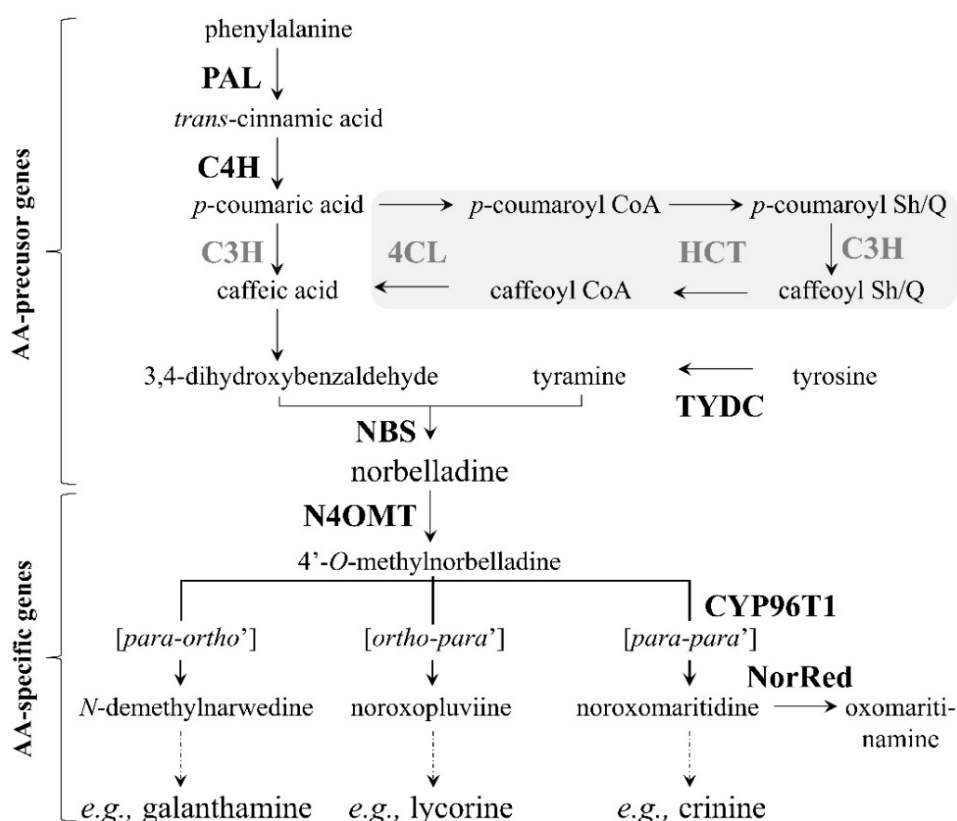 phenylalanine
PAL
trans-cinnamic acid
C4H
p-coumaric acid
p-coumaroyl CoA
p-coumaroyl Sh/Q
C3H
4CL
HCT
C3H
caffeic acid
caffeoyl CoA
caffeoyl Sh/Q
3,4-dihydroxybenzaldehyde
tyramine
tyrosine
TYDC
NBS
norbelladine
AA-precusor genes
N4OMT
4’-O-methylnorbelladine
CYP96T1
[para-ortho’]
[ortho-para’]
[para-para’]
NorRed
N-demethylnarwedine
noroxopluviine
noroxomaritidine
oxomariti-
namine
e.g., galanthamine
e.g., lycorine
e.g., crinine
AA-specific genes